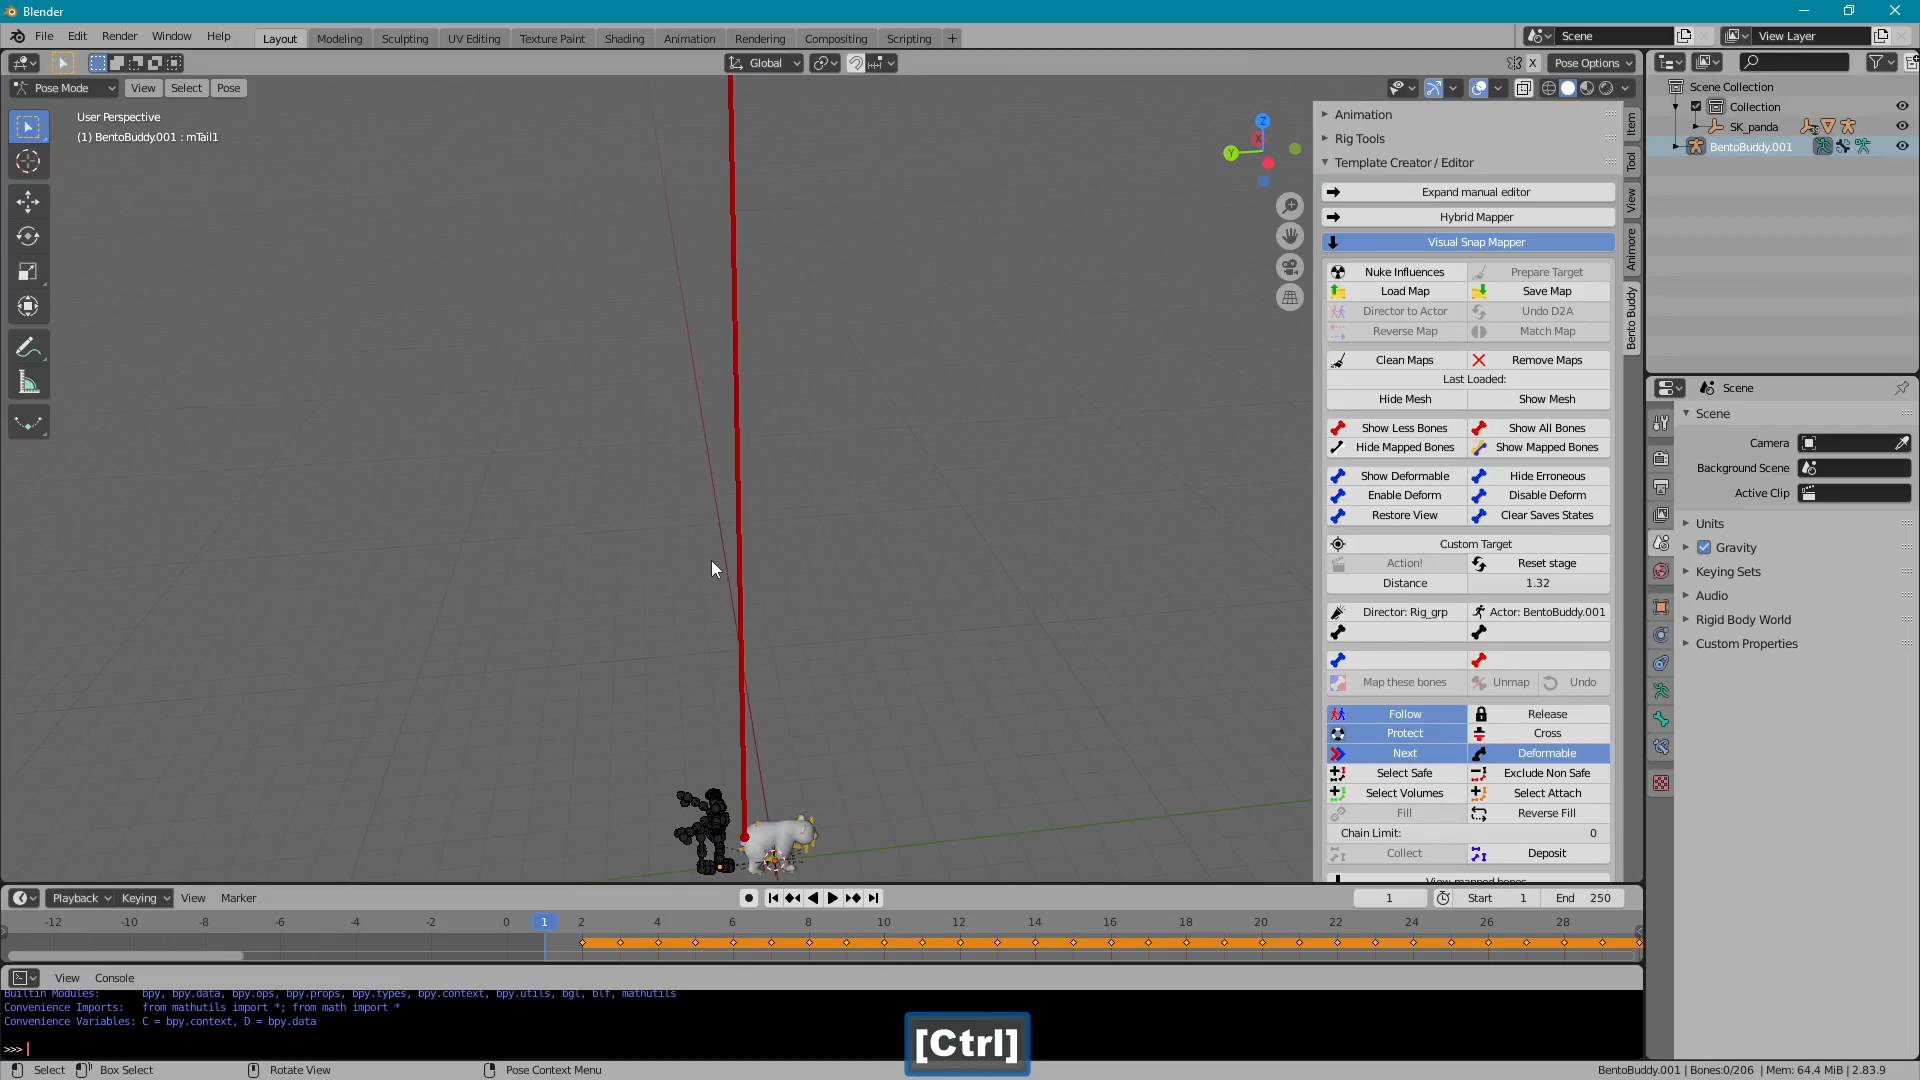 Blender
File Edit Render Window Help Layout Modeling Sculpting UV Editing Texture Paint Shading Animation Rendering Compositing Scripting + Scene View Layer
Global X Pose Options
Pose Mode View Select Pose
User Perspective
(1) BentoBuddy.001 : mTail1
Z
X
Y
Animation
Rig Tools
Template Creator / Editor
Expand manual editor
Hybrid Mapper
Visual Snap Mapper
Nuke Influences Prepare Target
Load Map Save Map
Director to Actor Undo D2A
Reverse Map Match Map
Clean Maps Remove Maps
Last Loaded:
Hide Mesh Show Mesh
Show Less Bones Show All Bones
Hide Mapped Bones Show Mapped Bones
Show Deformable Hide Erroneous
Enable Deform Disable Deform
Restore View Clear Saves States
Custom Target
Action! Reset stage
Distance 1.32
Director: Rig_grp Actor: BentoBuddy.001
Map these bones Unmap Undo
Follow Release
Protect Cross
Next Deformable
Select Safe Exclude Non Safe
Select Volumes Select Attach
Fill Reverse Fill
Chain Limit: 0
Collect Deposit
View mapped bones
Item
Tool
View
Animore
Bento Buddy
Scene Collection
Collection
SK_panda
BentoBuddy.001
Scene
Scene
Camera
Background Scene
Active Clip
Units
Gravity
Keying Sets
Audio
Rigid Body World
Custom Properties
Playback Keying View Marker 1 Start 1 End 250
-12 -10 -8 -6 -4 -2 0 1 2 4 6 8 10 12 14 16 18 20 22 24 26 28
View Console
Builtin Modules: bpy, bpy.data, bpy.ops, bpy.props, bpy.types, bpy.context, bpy.utils, bgl, blf, mathutils
Convenience Imports: from mathutils import *; from math import *
Convenience Variables: C = bpy.context, D = bpy.data
>>>
[Ctrl]
Select Box Select Rotate View Pose Context Menu BentoBuddy.001 | Bones:0/206 | Mem: 64.4 MiB | 2.83.9